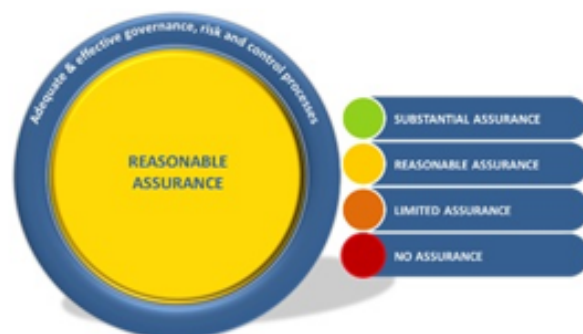 Adequate & effective governance, risk and control processes
REASONABLE
ASSURANCE
SUBSTANTIAL ASSURANCE
REASONABLE ASSURANCE
LIMITED ASSURANCE
NO ASSURANCE